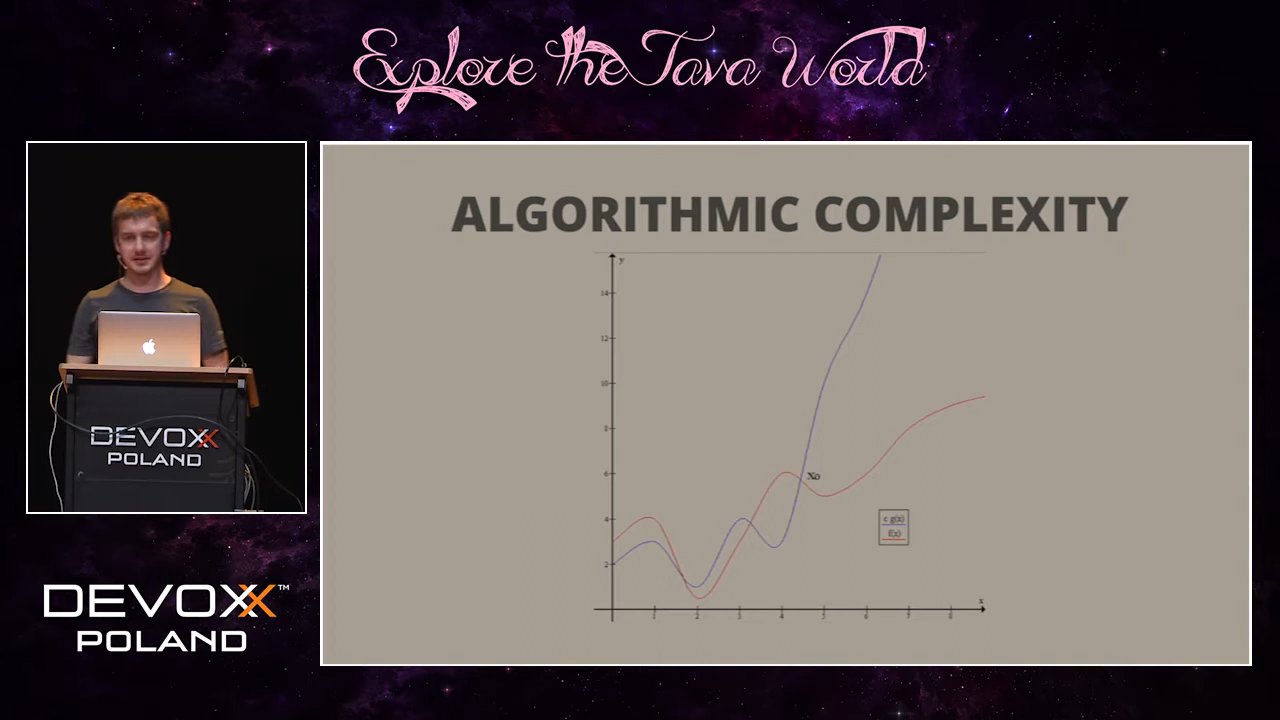 Explore the Java World
ALGORITHMIC COMPLEXITY
y
14
12
10
8
6
4
2
x
1
2
3
4
5
6
7
8
X0
c g(x)
f(x)
DEVOXX
POLAND
DEVOXX™
POLAND